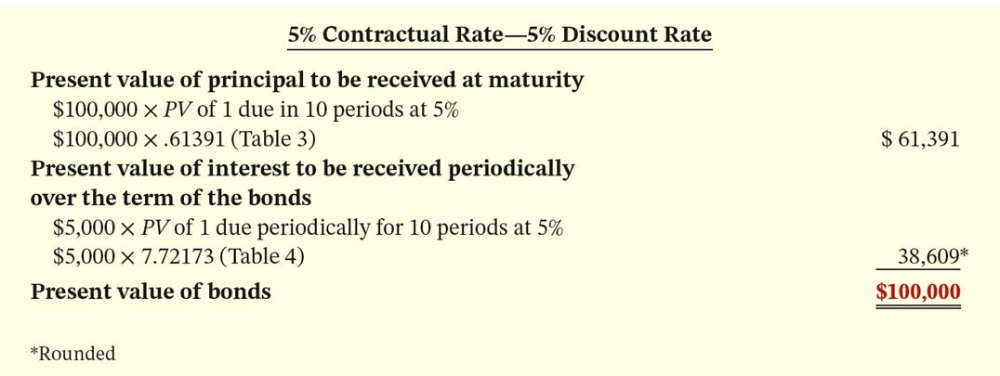 5% Contractual Rate—5% Discount Rate
Present value of principal to be received at maturity
$100,000 × PV of 1 due in 10 periods at 5%
$100,000 × .61391 (Table 3) $ 61,391
Present value of interest to be received periodically
over the term of the bonds
$5,000 × PV of 1 due periodically for 10 periods at 5%
$5,000 × 7.72173 (Table 4) 38,609*
Present value of bonds $100,000
*Rounded